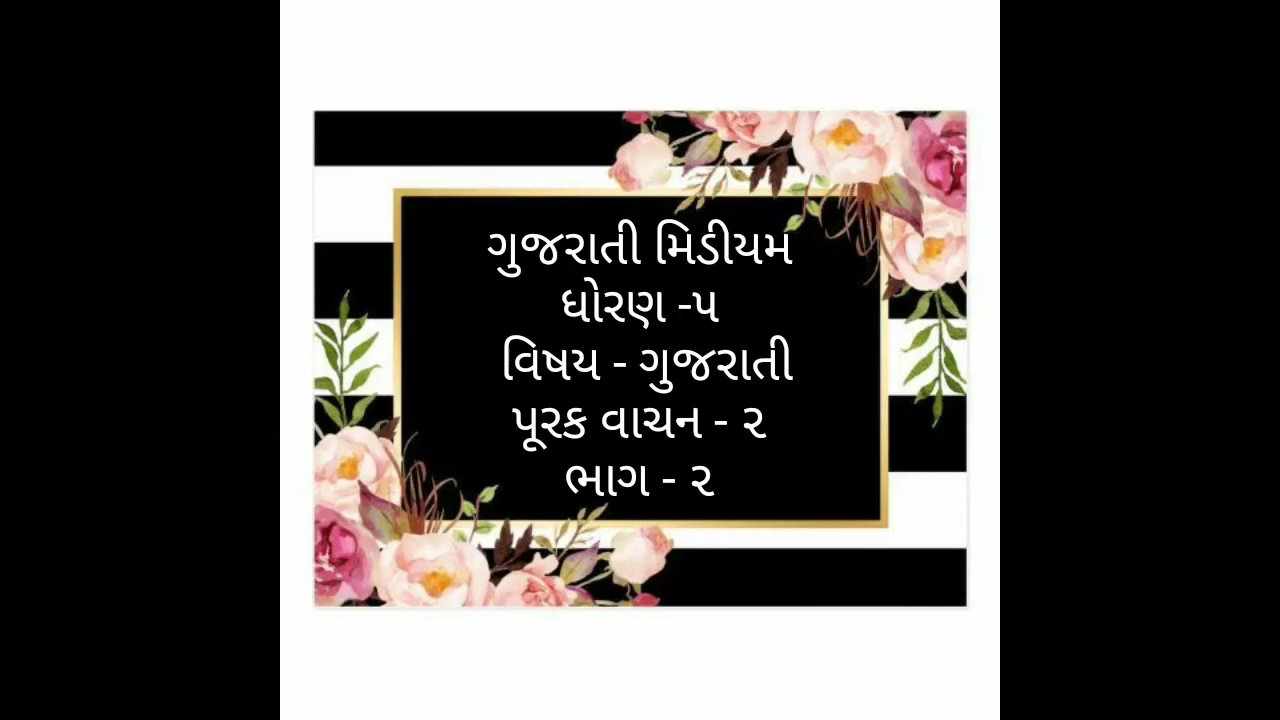 ગુજરાતી મિડીયમ
ધોરણ -૫
વિષય - ગુજરાતી
પૂરક વાચન - ૨
ભાગ - ૨